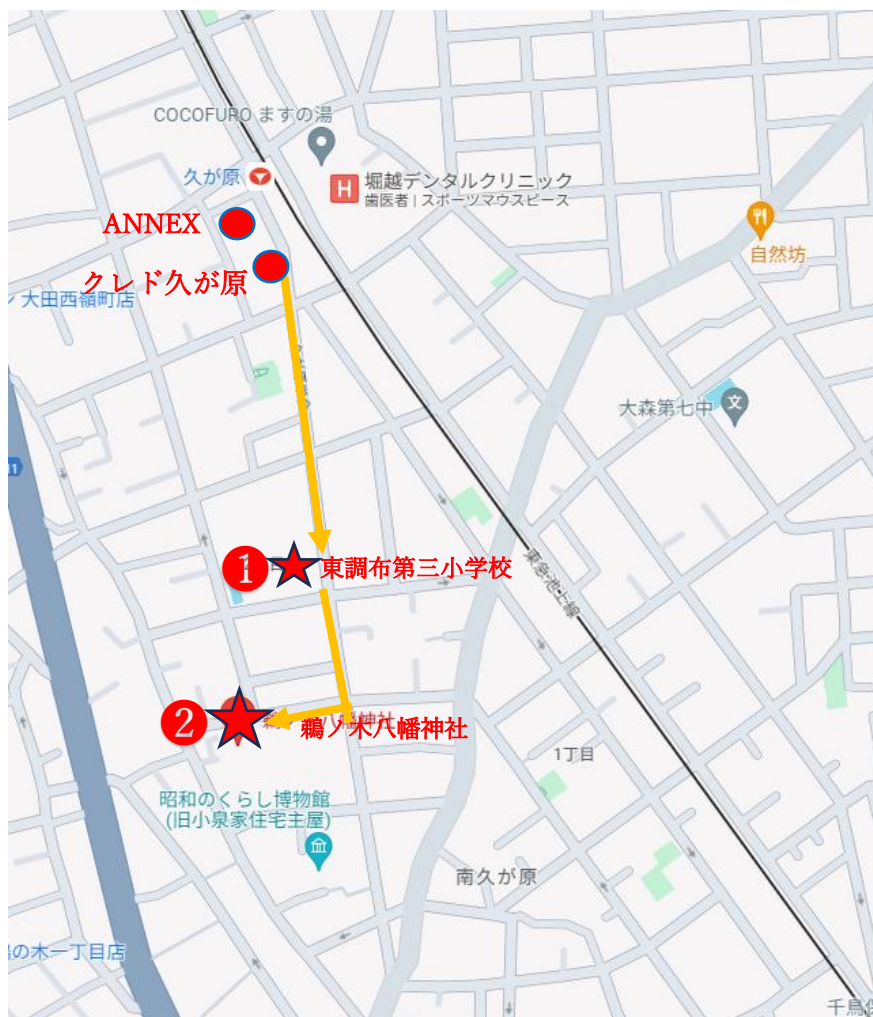 COCOFURO ますの湯
久が原
堀越デンタルクリニック
歯医者 | スポーツマウスピース
ANNEX
クレド久が原
自然坊
大田西嶺町店
大森第七中
文
11
1
東調布第三小学校
東急池上線
2
鵜ノ木八幡神社
1丁目
昭和のくらし博物館
(旧小泉家住宅主屋)
南久が原
の木一丁目店
千鳥